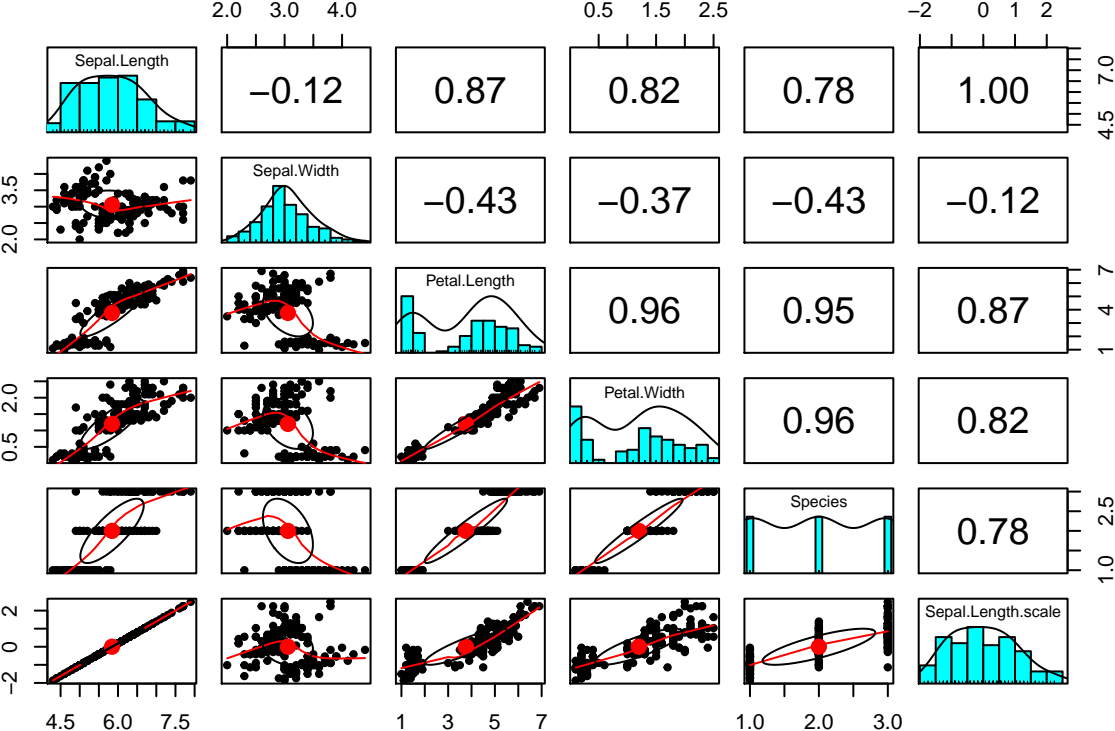 2.0 3.0 4.0 0.5 1.5 2.5 −2 0 1 2
Sepal.Length −0.12 0.87 0.82 0.78 1.00 4.5 7.0
2.0 3.5 Sepal.Width −0.43 −0.37 −0.43 −0.12
Petal.Length 0.96 0.95 0.87 1 4 7
0.5 2.0 Petal.Width 0.96 0.82
Species 0.78 1.0 2.5
−2 0 2 Sepal.Length.scale
4.5 6.0 7.5 1 3 5 7 1.0 2.0 3.0